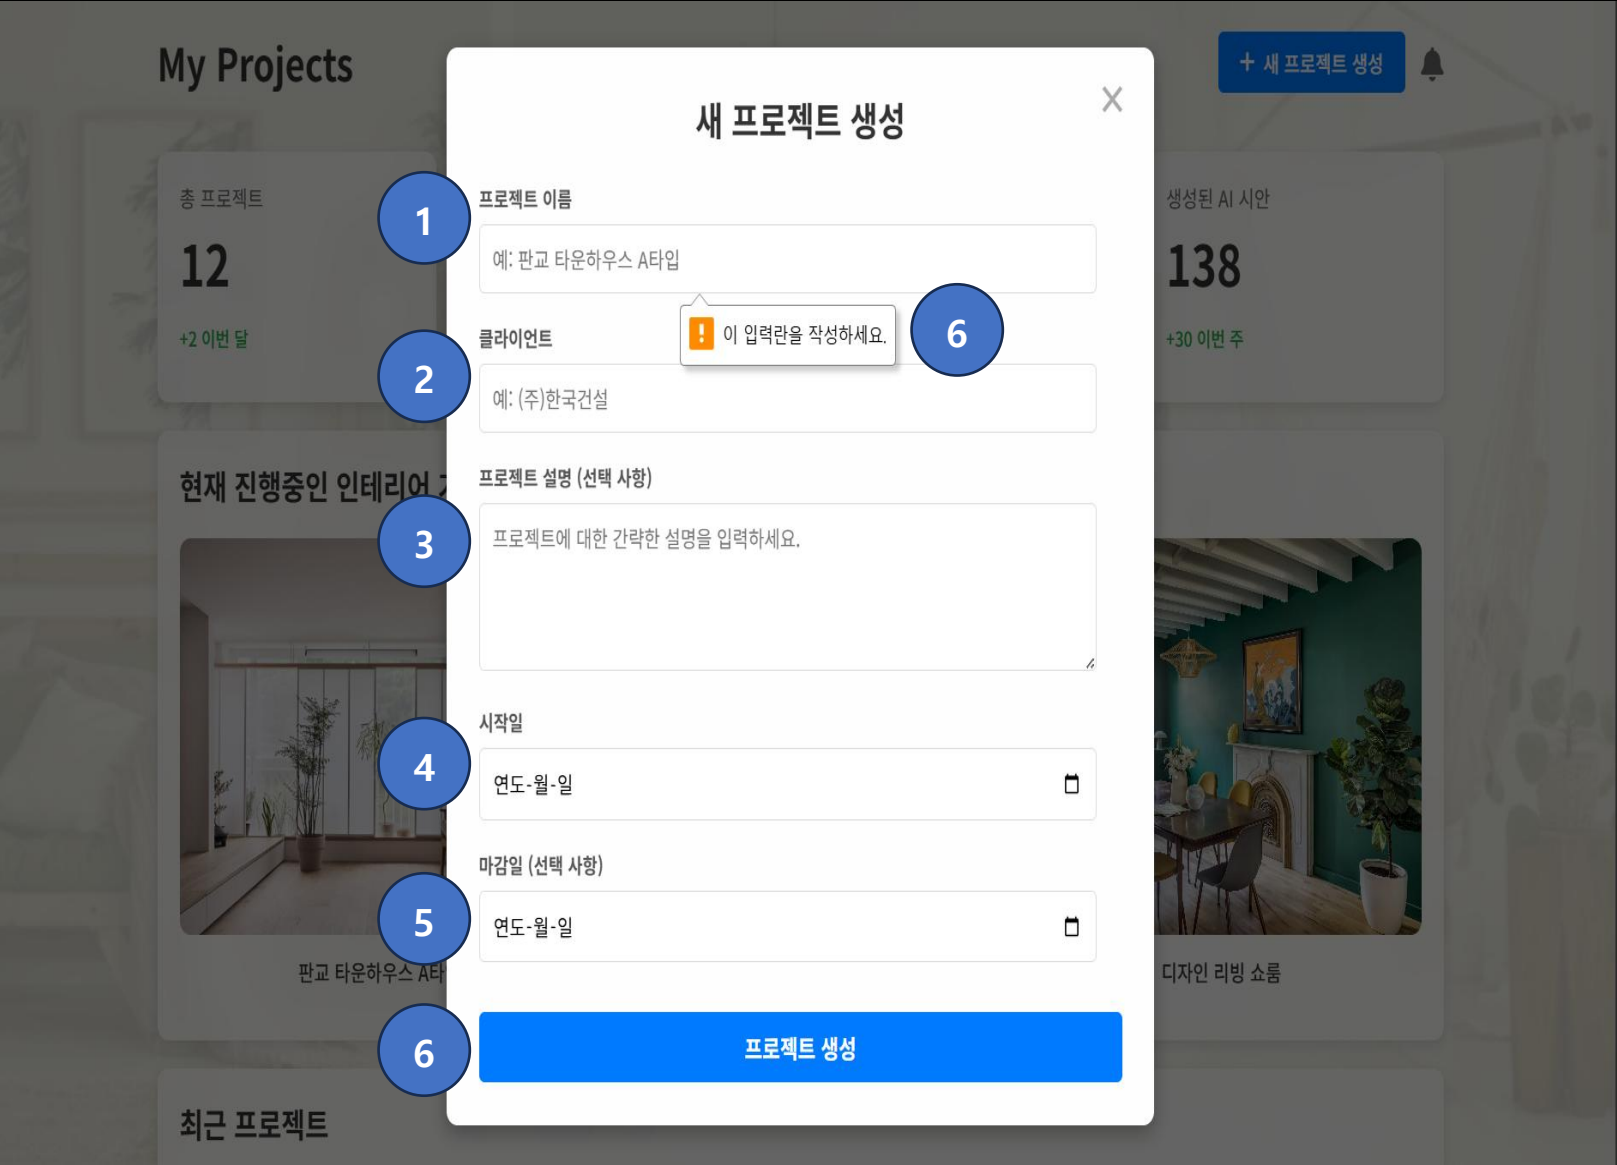 My Projects
+ 새 프로젝트 생성
총 프로젝트
12
+2 이번 달
생성된 AI 시안
138
+30 이번 주
현재 진행중인 인테리어
판교 타운하우스 A타
디자인 리빙 쇼룸
최근 프로젝트
새 프로젝트 생성
X
1
프로젝트 이름
예: 판교 타운하우스 A타입
! 이 입력란을 작성하세요.
6
2
클라이언트
예: (주)한국건설
3
프로젝트 설명 (선택 사항)
프로젝트에 대한 간략한 설명을 입력하세요.
4
시작일
연도-월-일
5
마감일 (선택 사항)
연도-월-일
6
프로젝트 생성